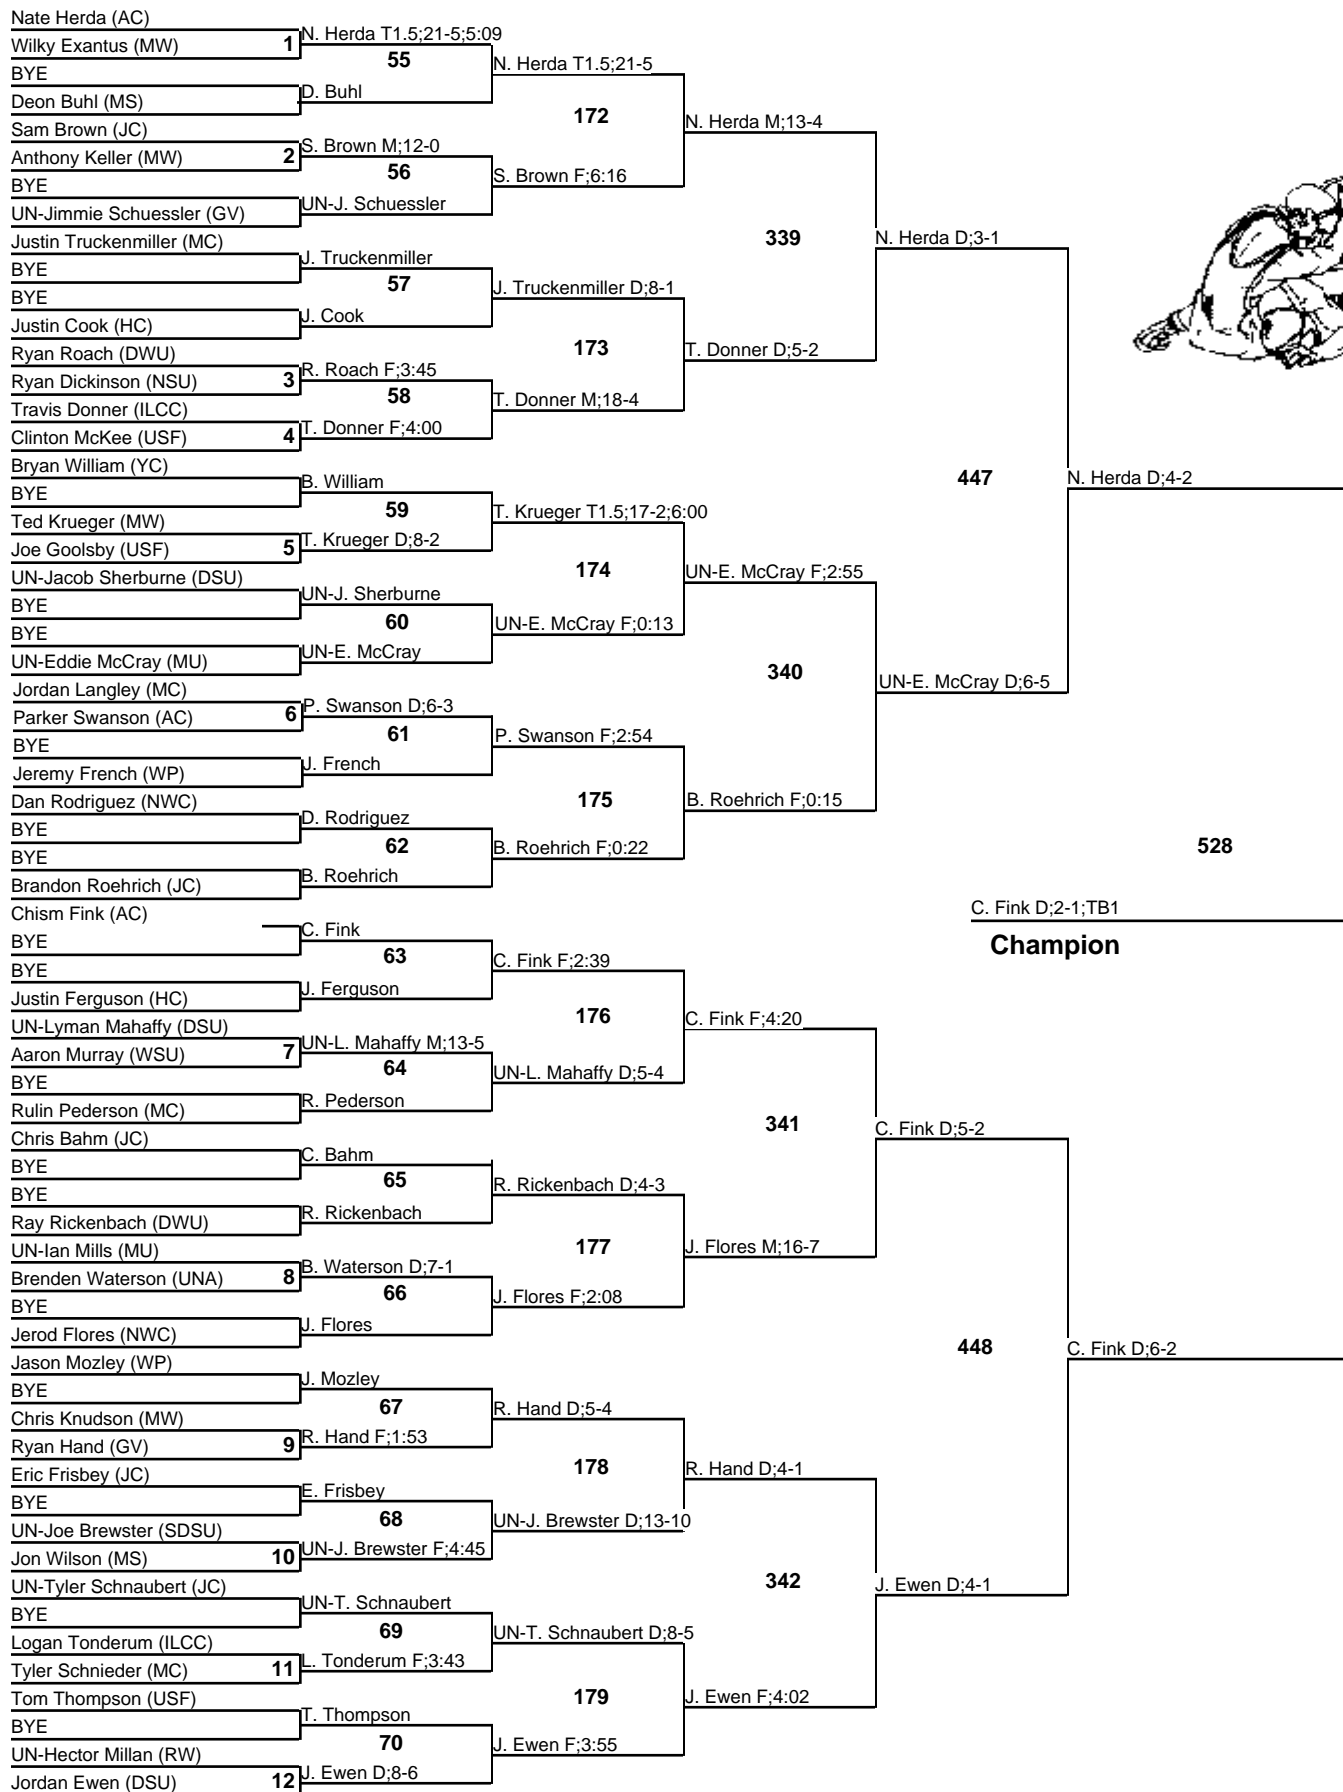 Nate Herda (AC)
Wilky Exantus (MW)
1
N. Herda T1.5;21-5;5:09
BYE
55
N. Herda T1.5;21-5
Deon Buhl (MS)
D. Buhl
172
N. Herda M;13-4
Sam Brown (JC)
Anthony Keller (MW)
2
S. Brown M;12-0
BYE
56
S. Brown F;6:16
UN-Jimmie Schuessler (GV)
UN-J. Schuessler
339
N. Herda D;3-1
Justin Truckenmiller (MC)
BYE
J. Truckenmiller
BYE
57
J. Truckenmiller D;8-1
Justin Cook (HC)
J. Cook
173
T. Donner D;5-2
Ryan Roach (DWU)
Ryan Dickinson (NSU)
3
R. Roach F;3:45
Travis Donner (ILCC)
58
T. Donner M;18-4
Clinton McKee (USF)
4
T. Donner F;4:00
447
N. Herda D;4-2
Bryan William (YC)
BYE
B. William
Ted Krueger (MW)
59
T. Krueger T1.5;17-2;6:00
Joe Goolsby (USF)
5
T. Krueger D;8-2
174
UN-E. McCray F;2:55
UN-Jacob Sherburne (DSU)
BYE
UN-J. Sherburne
BYE
60
UN-E. McCray F;0:13
UN-Eddie McCray (MU)
UN-E. McCray
340
UN-E. McCray D;6-5
Jordan Langley (MC)
Parker Swanson (AC)
6
P. Swanson D;6-3
BYE
61
P. Swanson F;2:54
Jeremy French (WP)
J. French
175
B. Roehrich F;0:15
Dan Rodriguez (NWC)
BYE
D. Rodriguez
BYE
62
B. Roehrich F;0:22
Brandon Roehrich (JC)
B. Roehrich
528
C. Fink D;2-1;TB1
Champion
Chism Fink (AC)
BYE
C. Fink
BYE
63
C. Fink F;2:39
Justin Ferguson (HC)
J. Ferguson
176
C. Fink F;4:20
UN-Lyman Mahaffy (DSU)
Aaron Murray (WSU)
7
UN-L. Mahaffy M;13-5
BYE
64
UN-L. Mahaffy D;5-4
Rulin Pederson (MC)
R. Pederson
341
C. Fink D;5-2
Chris Bahm (JC)
BYE
C. Bahm
BYE
65
R. Rickenbach D;4-3
Ray Rickenbach (DWU)
R. Rickenbach
177
J. Flores M;16-7
UN-Ian Mills (MU)
Brenden Waterson (UNA)
8
B. Waterson D;7-1
BYE
66
J. Flores F;2:08
Jerod Flores (NWC)
J. Flores
448
C. Fink D;6-2
Jason Mozley (WP)
BYE
J. Mozley
Chris Knudson (MW)
67
R. Hand D;5-4
Ryan Hand (GV)
9
R. Hand F;1:53
178
R. Hand D;4-1
Eric Frisbey (JC)
BYE
E. Frisbey
UN-Joe Brewster (SDSU)
68
UN-J. Brewster D;13-10
Jon Wilson (MS)
10
UN-J. Brewster F;4:45
342
J. Ewen D;4-1
UN-Tyler Schnaubert (JC)
BYE
UN-T. Schnaubert
Logan Tonderum (ILCC)
69
UN-T. Schnaubert D;8-5
Tyler Schnieder (MC)
11
L. Tonderum F;3:43
179
J. Ewen F;4:02
Tom Thompson (USF)
BYE
T. Thompson
UN-Hector Millan (RW)
70
J. Ewen F;3:55
Jordan Ewen (DSU)
12
J. Ewen D;8-6